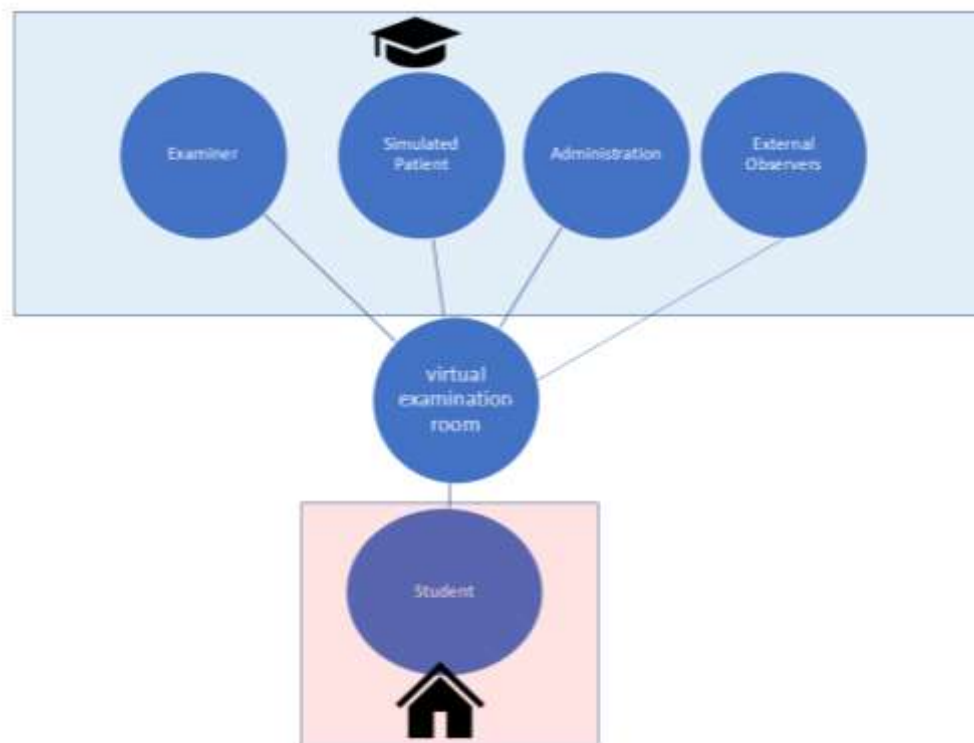 Examiner
Simulated
Patient
Administration
External
Observers
virtual
examination
room
Student